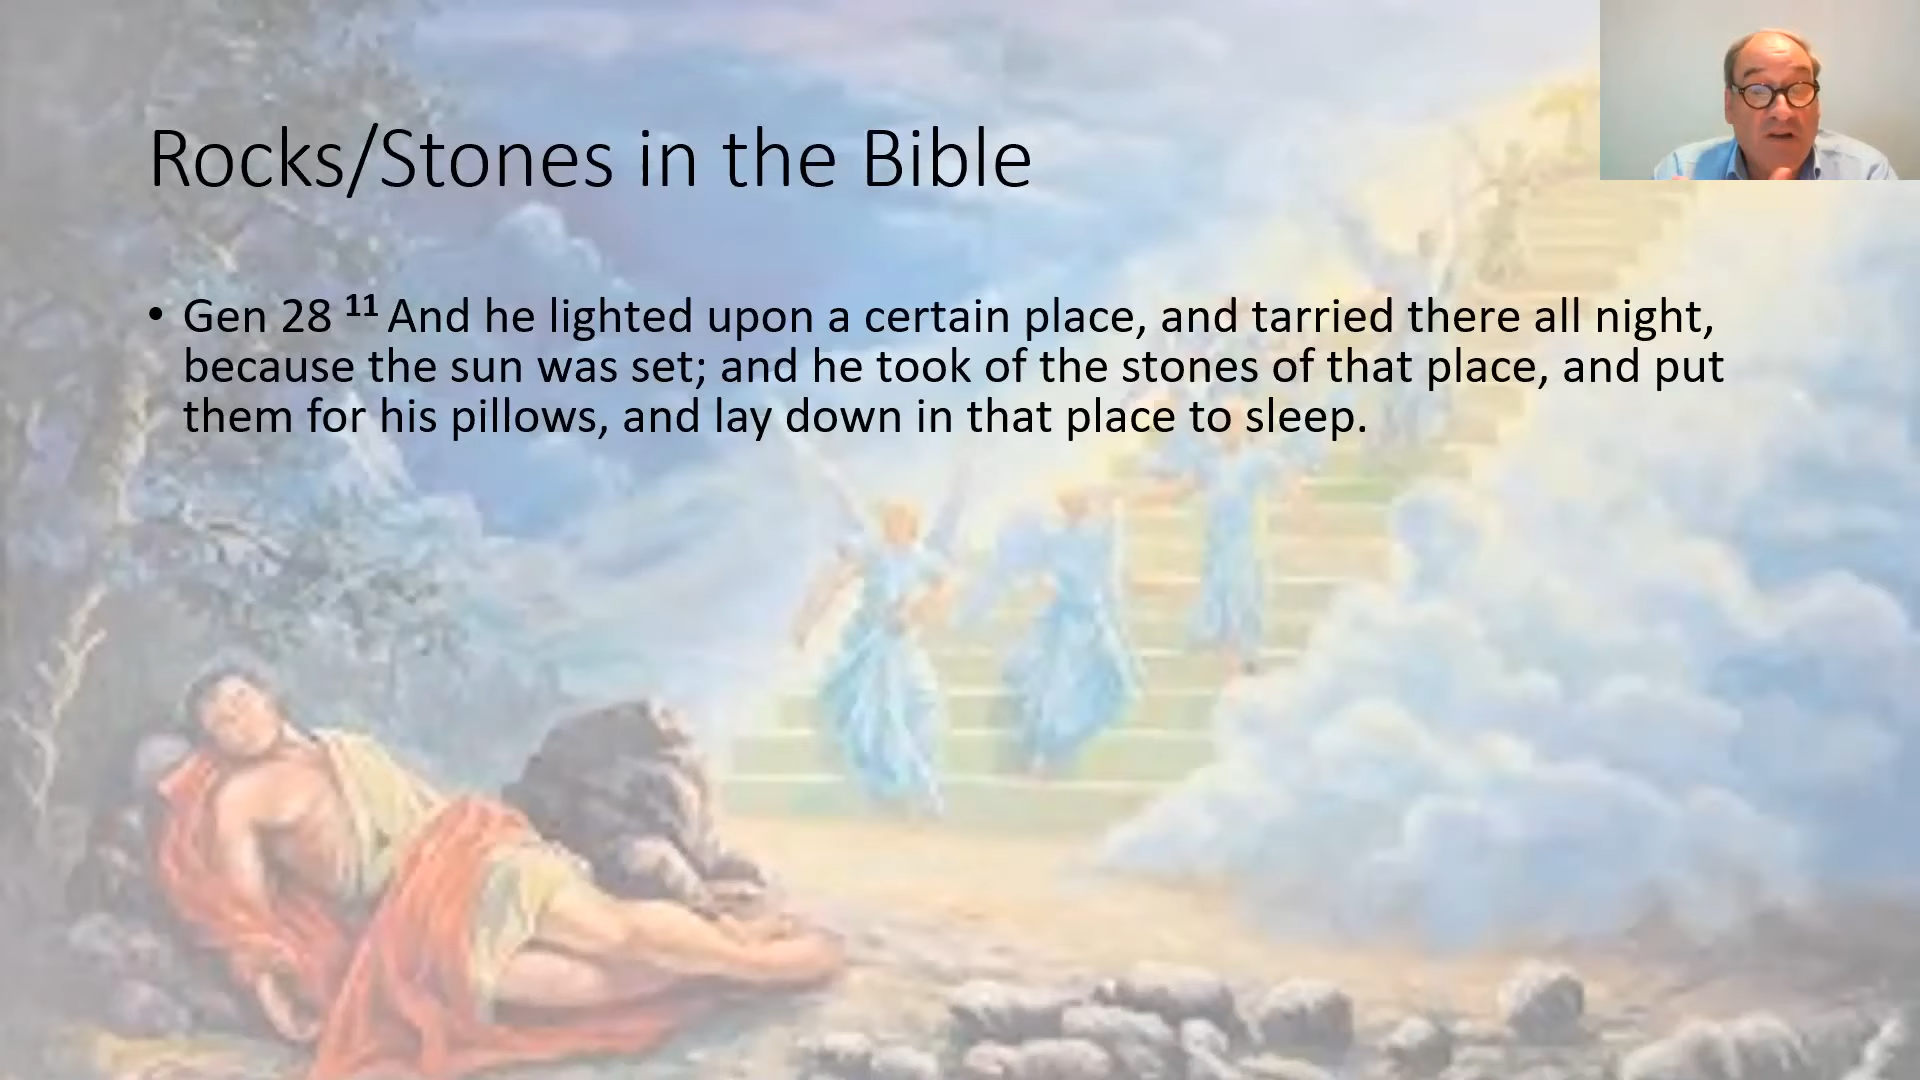 Rocks/Stones in the Bible
• Gen 28 11 And he lighted upon a certain place, and tarried there all night,
because the sun was set; and he took of the stones of that place, and put
them for his pillows, and lay down in that place to sleep.